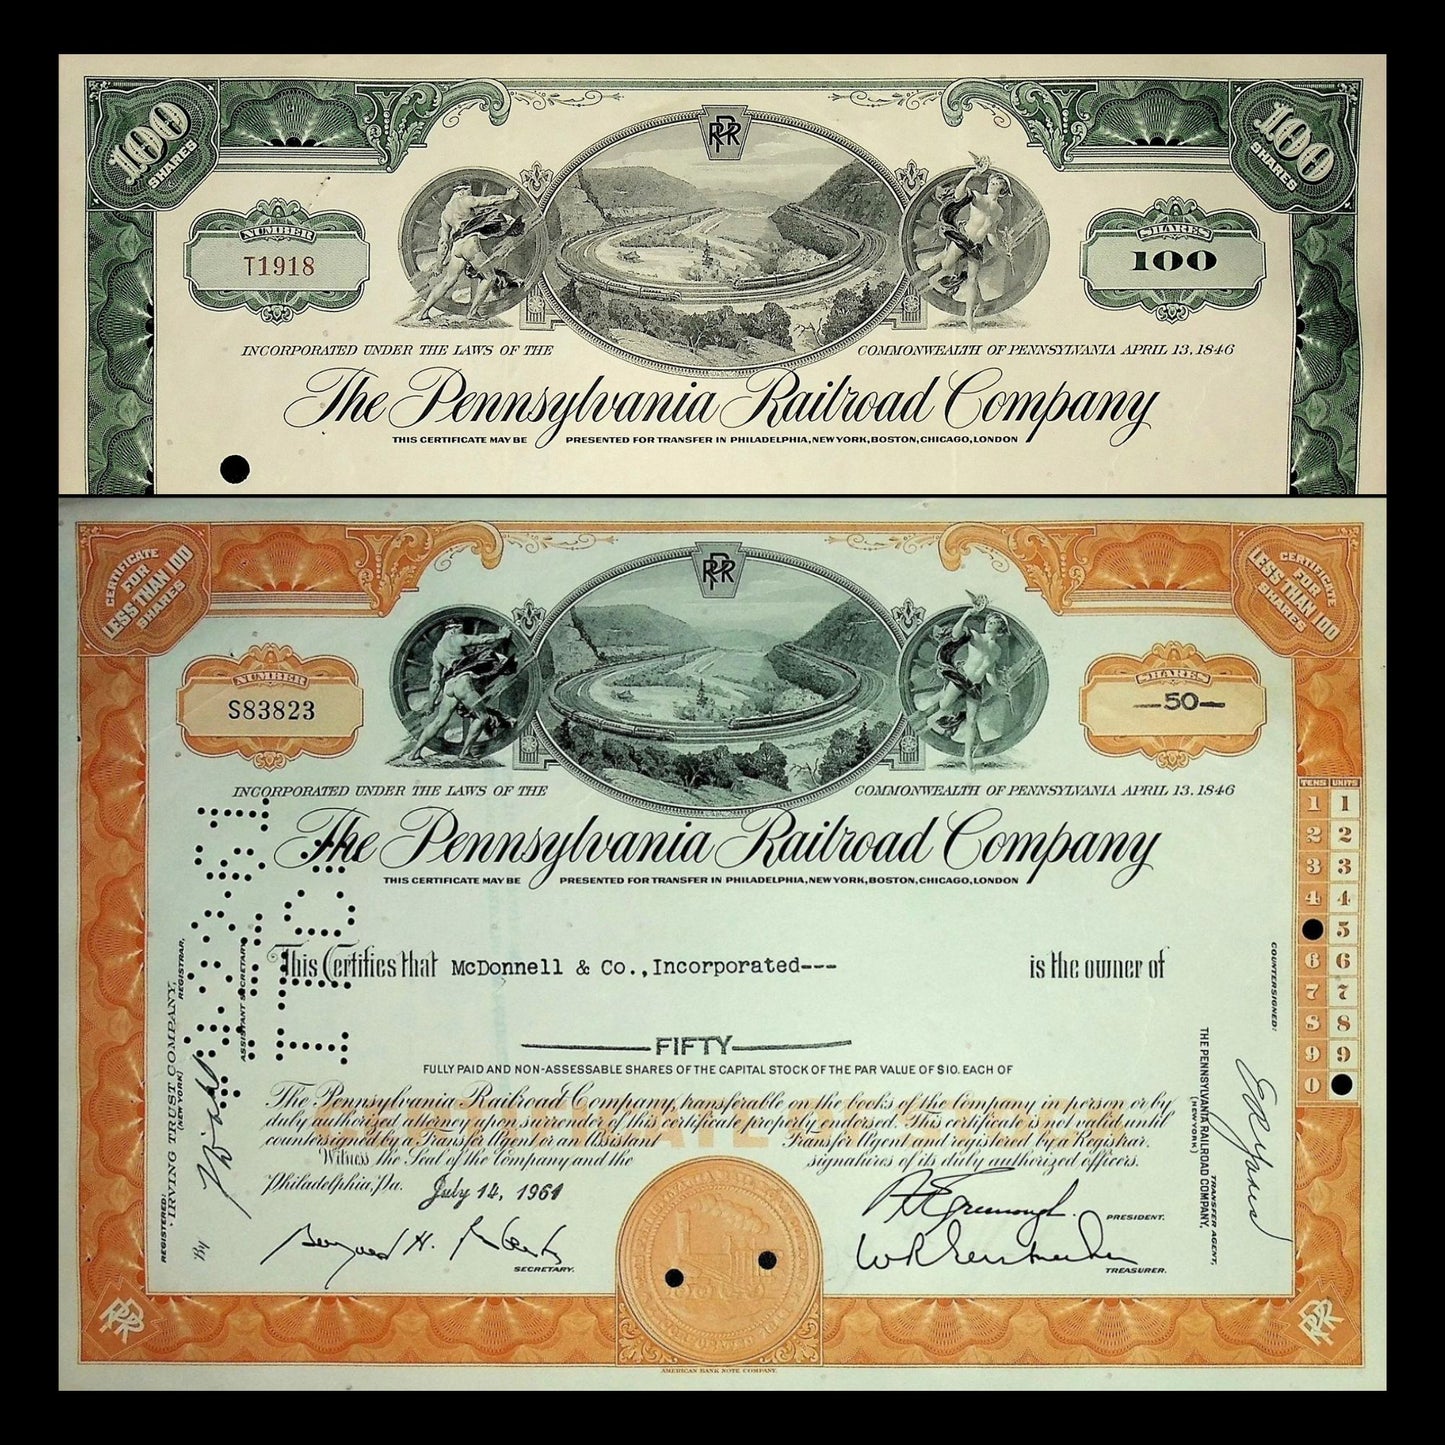 100
SHARES
PRR
100
SHARES
NUMBER
T1918
SHARES
100
INCORPORATED UNDER THE LAWS OF THE COMMONWEALTH OF PENNSYLVANIA APRIL 13, 1846
The Pennsylvania Railroad Company
THIS CERTIFICATE MAY BE PRESENTED FOR TRANSFER IN PHILADELPHIA, NEW YORK, BOSTON, CHICAGO, LONDON
CERTIFICATE
FOR
LESS THAN 100
SHARES
PRR
CERTIFICATE
FOR
LESS THAN 100
SHARES
NUMBER
S83823
SHARES
—50—
INCORPORATED UNDER THE LAWS OF THE COMMONWEALTH OF PENNSYLVANIA APRIL 13, 1846
The Pennsylvania Railroad Company
THIS CERTIFICATE MAY BE PRESENTED FOR TRANSFER IN PHILADELPHIA, NEW YORK, BOSTON, CHICAGO, LONDON
TENS UNITS
1 1
2 2
3 3
4 4
5
6 6
7 7
8 8
9 9
0
This Certifies that McDonnell & Co., Incorporated--- is the owner of
FIFTY
FULLY PAID AND NON-ASSESSABLE SHARES OF THE CAPITAL STOCK OF THE PAR VALUE OF $10. EACH OF
The Pennsylvania Railroad Company, transferable on the books of the Company in person or by
duly authorized attorney upon surrender of this certificate properly endorsed. This certificate is not valid until
countersigned by a Transfer Agent or an Assistant Transfer Agent and registered by a Registrar.
Witness the Seal of the Company and the signatures of its duly authorized officers.
Philadelphia, Pa. July 14, 1961
PRESIDENT.
SECRETARY.
TREASURER.
REGISTERED:
IRVING TRUST COMPANY,
(NEW YORK)
REGISTRAR,
By
ASSISTANT SECRETARY
COUNTERSIGNED:
THE PENNSYLVANIA RAILROAD COMPANY,
(NEW YORK)
TRANSFER AGENT,
PRR
PRR
AMERICAN BANK NOTE COMPANY.